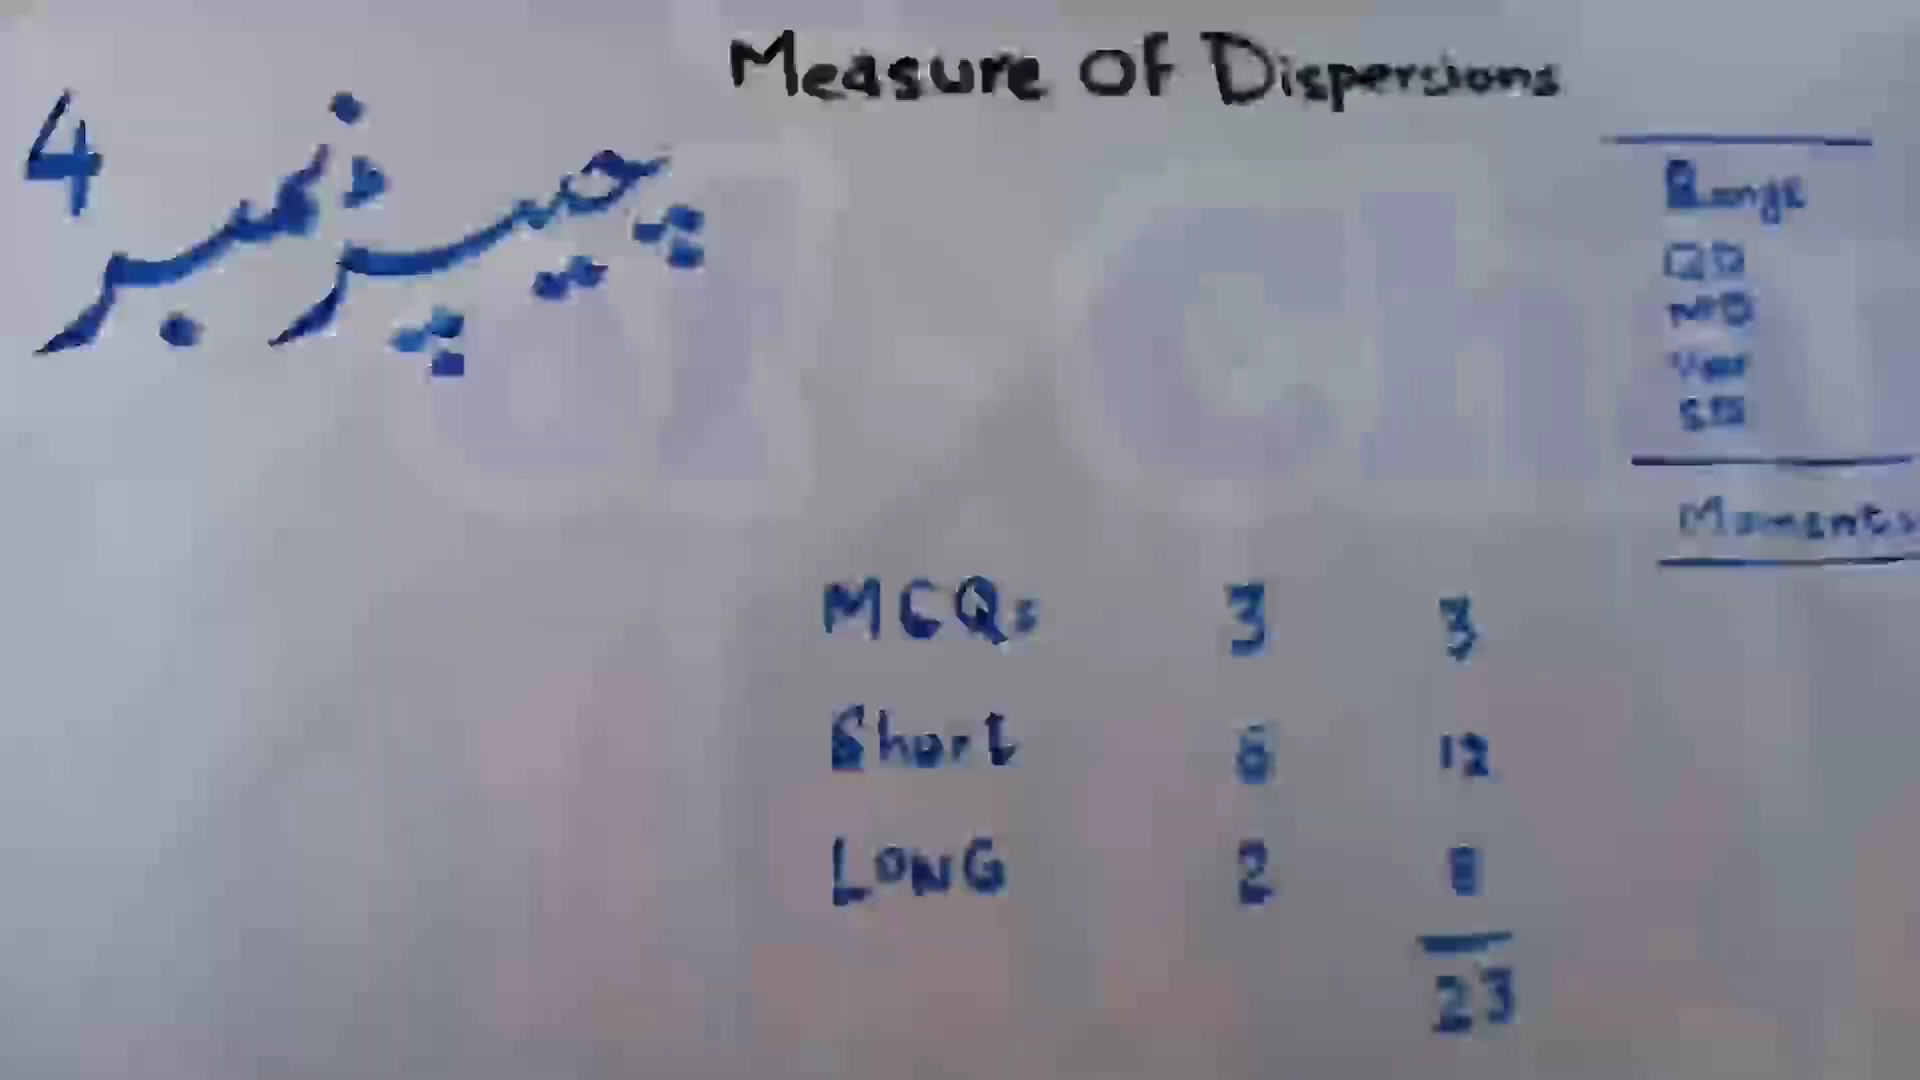 Measure Of Dispersions
چیپٹر نمبر 4
Range
QD
MD
Var
SD
Moments
MCQs 3 3
Short 6 12
LONG 2 8
23